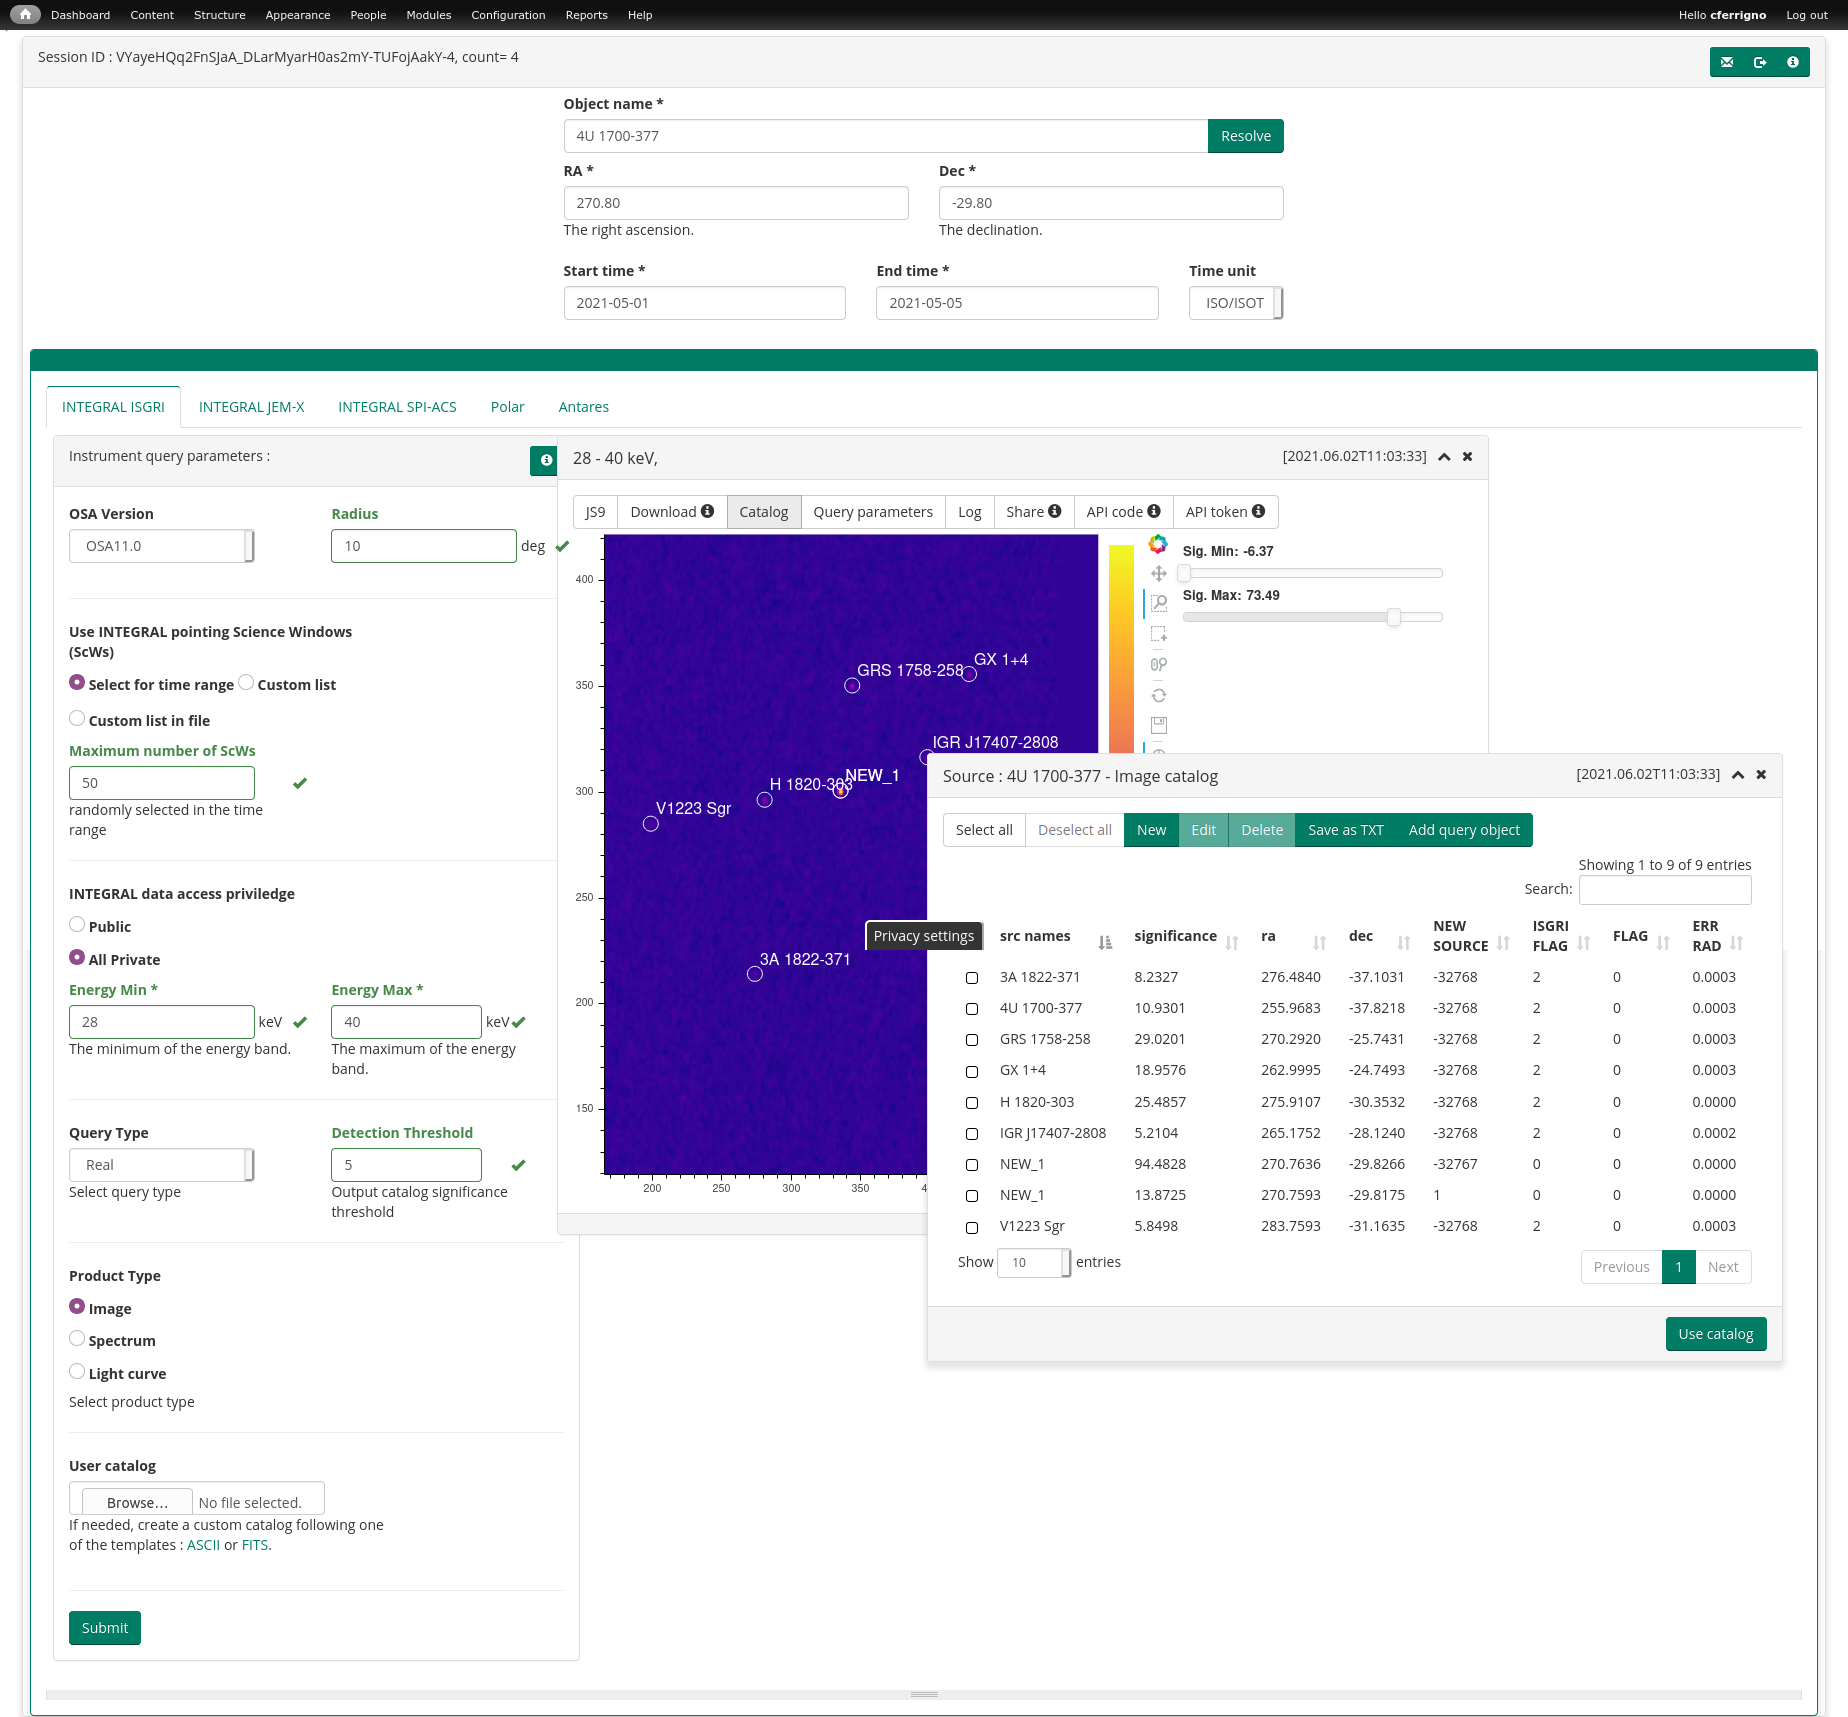 Dashboard Content Structure Appearance People Modules Configuration Reports Help Hello cferrigno Log out
Session ID : VYayeHQq2FnSJaA_DLarMyarH0as2mY-TUFojAakY-4, count= 4
Object name *
4U 1700-377 Resolve
RA * Dec *
270.80 -29.80
The right ascension. The declination.
Start time * End time * Time unit
2021-05-01 2021-05-05 ISO/ISOT
INTEGRAL ISGRI INTEGRAL JEM-X INTEGRAL SPI-ACS Polar Antares
Instrument query parameters :
OSA Version Radius
OSA11.0 10 deg
Use INTEGRAL pointing Science Windows
(ScWs)
Select for time range Custom list
Custom list in file
Maximum number of ScWs
50
randomly selected in the time
range
INTEGRAL data access priviledge
Public
All Private
Energy Min * Energy Max *
28 keV 40 keV
The minimum of the energy band. The maximum of the energy
band.
Query Type Detection Threshold
Real 5
Select query type Output catalog significance
threshold
Product Type
Image
Spectrum
Light curve
Select product type
User catalog
Browse... No file selected.
If needed, create a custom catalog following one
of the templates : ASCII or FITS.
Submit
28 - 40 keV, [2021.06.02T11:03:33]
JS9 Download Catalog Query parameters Log Share API code API token
Sig. Min: -6.37
Sig. Max: 73.49
400
350
300
250
200
150
200 250 300 350 4
GX 1+4
GRS 1758-258
IGR J17407-2808
NEW_1
H 1820-303
V1223 Sgr
3A 1822-371
Source : 4U 1700-377 - Image catalog [2021.06.02T11:03:33]
Select all Deselect all New Edit Delete Save as TXT Add query object
Showing 1 to 9 of 9 entries
Search:
Privacy settings
src names significance ra dec NEW SOURCE ISGRI FLAG FLAG ERR RAD
3A 1822-371 8.2327 276.4840 -37.1031 -32768 2 0 0.0003
4U 1700-377 10.9301 255.9683 -37.8218 -32768 2 0 0.0003
GRS 1758-258 29.0201 270.2920 -25.7431 -32768 2 0 0.0003
GX 1+4 18.9576 262.9995 -24.7493 -32768 2 0 0.0003
H 1820-303 25.4857 275.9107 -30.3532 -32768 2 0 0.0000
IGR J17407-2808 5.2104 265.1752 -28.1240 -32768 2 0 0.0002
NEW_1 94.4828 270.7636 -29.8266 -32767 0 0 0.0000
NEW_1 13.8725 270.7593 -29.8175 1 0 0 0.0000
V1223 Sgr 5.8498 283.7593 -31.1635 -32768 2 0 0.0003
Show 10 entries Previous 1 Next
Use catalog